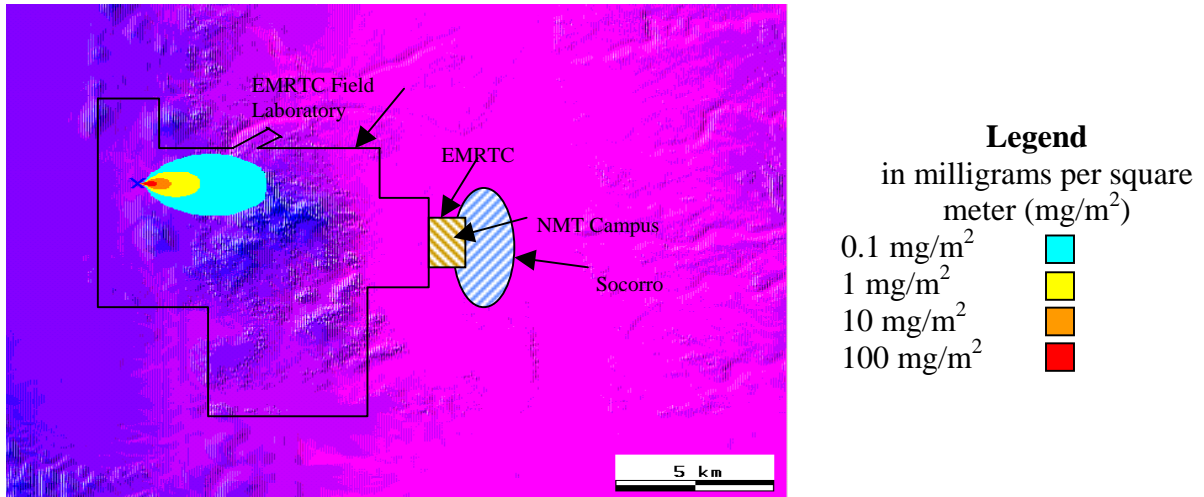 EMRTC Field
Laboratory
EMRTC
NMT Campus
Socorro
5 km
Legend
in milligrams per square
meter (mg/m²)
0.1 mg/m²
1 mg/m²
10 mg/m²
100 mg/m²